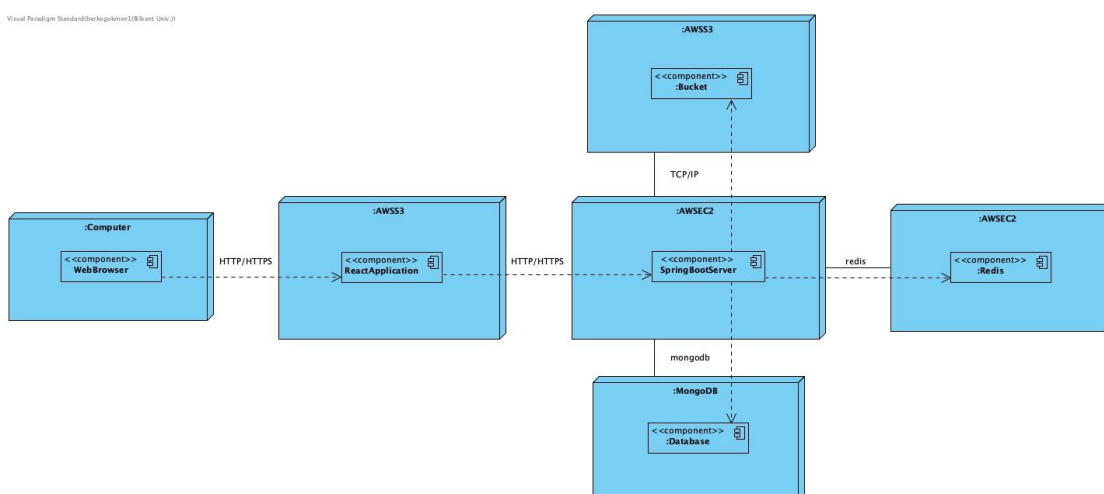 Visual Paradigm Standard(berkegokmen1(Bilkent Univ.))
:AWSS3
<<component>>
:Bucket
TCP/IP
:Computer
<<component>>
WebBrowser
HTTP/HTTPS
:AWSS3
<<component>>
ReactApplication
HTTP/HTTPS
:AWSEC2
<<component>>
SpringBootServer
redis
:AWSEC2
<<component>>
:Redis
mongodb
:MongoDB
<<component>>
:Database